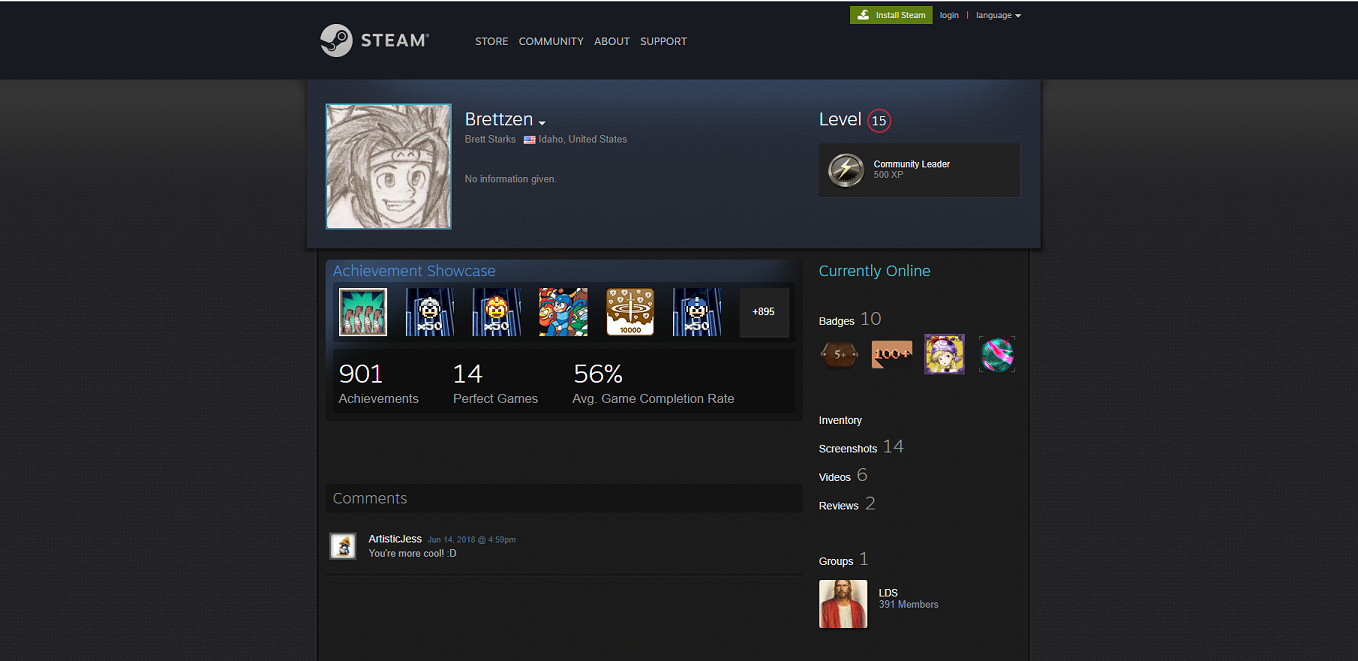 Install Steam login | language
STEAM®
STORE COMMUNITY ABOUT SUPPORT
Brettzen
Brett Starks Idaho, United States
No information given.
Level 15
Community Leader
500 XP
Achievement Showcase
x50
x50
10000
x50
+895
901
Achievements
14
Perfect Games
56%
Avg. Game Completion Rate
Comments
ArtisticJess Jun 14, 2018 @ 4:59pm
You're more cool! :D
Currently Online
Badges 10
5+
100+
Inventory
Screenshots 14
Videos 6
Reviews 2
Groups 1
LDS
391 Members